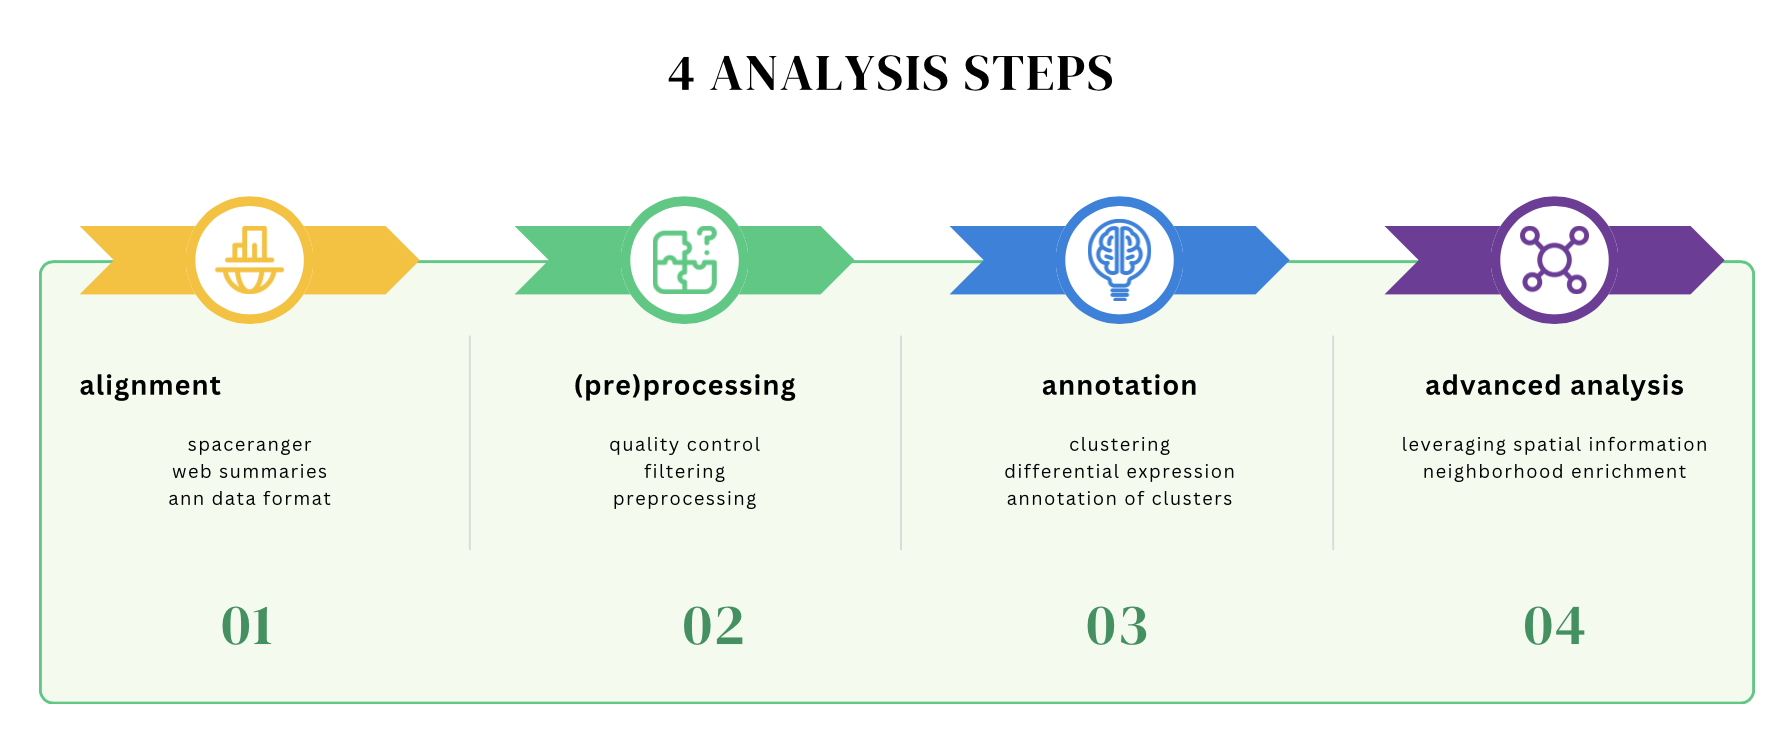 4 ANALYSIS STEPS
alignment
spaceranger
web summaries
ann data format
01
(pre)processing
quality control
filtering
preprocessing
02
annotation
clustering
differential expression
annotation of clusters
03
advanced analysis
leveraging spatial information
neighborhood enrichment
04